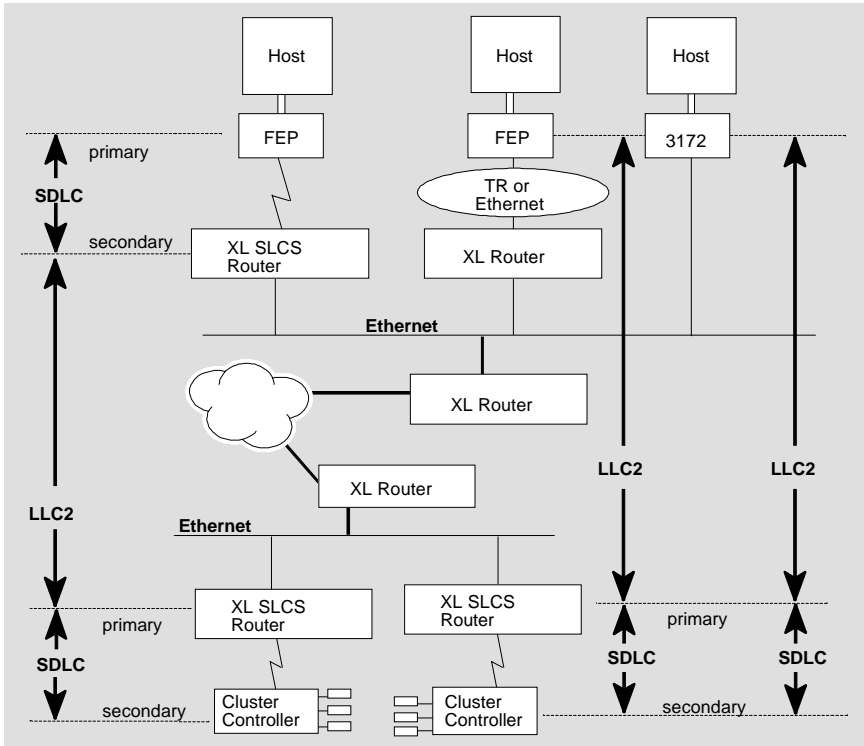 Host
Host
Host
FEP
FEP
3172
primary
SDLC
TR or
Ethernet
secondary
XL SLCS
Router
XL Router
Ethernet
XL Router
LLC2
LLC2
XL Router
LLC2
Ethernet
XL SLCS
Router
XL SLCS
Router
primary
primary
SDLC
SDLC
SDLC
Cluster
Controller
Cluster
Controller
secondary
secondary